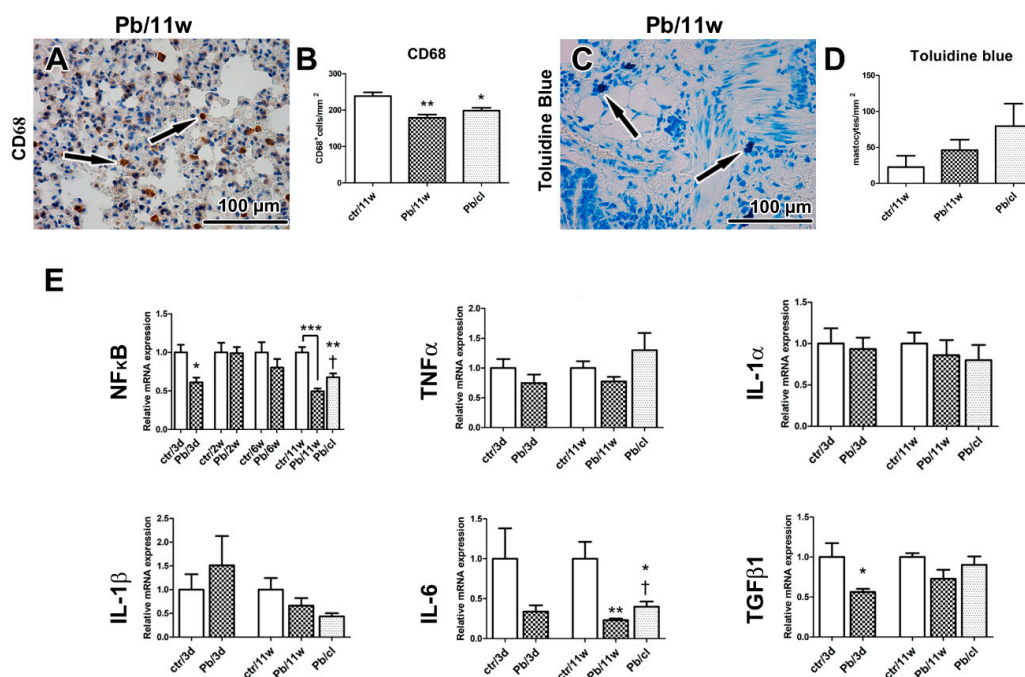 Pb/11w
A
CD68
100 µm
B
CD68
CD68+cells/mm²
300
200
100
0
**
*
ctr/11w
Pb/11w
Pb/cl
Pb/11w
C
Toluidine Blue
100 µm
D
Toluidine blue
mastocytes/mm²
150
100
50
0
ctr/11w
Pb/11w
Pb/cl
E
NFκB
Relative mRNA expression
1.5
1.0
0.5
0.0
*
***
**
†
ctr/3d
Pb/3d
ctr/2w
Pb/2w
ctr/6w
Pb/6w
ctr/11w
Pb/11w
Pb/cl
TNFα
Relative mRNA expression
2.0
1.5
1.0
0.5
0.0
ctr/3d
Pb/3d
ctr/11w
Pb/11w
Pb/cl
IL-1α
Relative mRNA expression
1.5
1.0
0.5
0.0
ctr/3d
Pb/3d
ctr/11w
Pb/11w
Pb/cl
IL-1β
Relative mRNA expression
2.5
2.0
1.5
1.0
0.5
0.0
ctr/3d
Pb/3d
ctr/11w
Pb/11w
Pb/cl
IL-6
Relative mRNA expression
1.5
1.0
0.5
0.0
**
*
†
ctr/3d
Pb/3d
ctr/11w
Pb/11w
Pb/cl
TGFβ1
Relative mRNA expression
1.5
1.0
0.5
0.0
*
ctr/3d
Pb/3d
ctr/11w
Pb/11w
Pb/cl